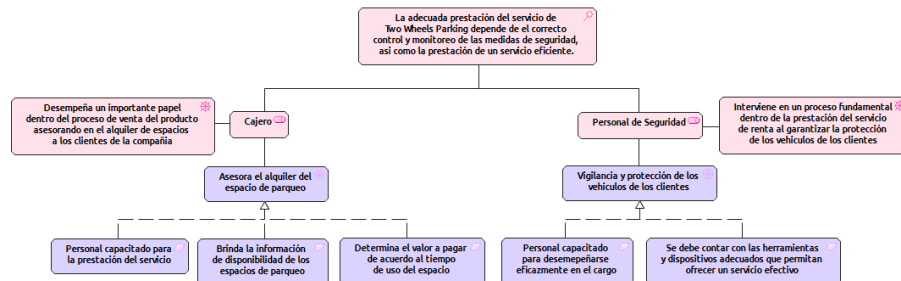 La adecuada prestación del servicio de
Two Wheels Parking depende de el correcto
control y monitoreo de las medidas de seguridad,
asi como la prestación de un servicio eficiente.
Desempeña un importante papel
dentro del proceso de venta del producto
asesorando en el alquiler de espacios
a los clientes de la compañia
Cajero
Personal de Seguridad
Interviene en un proceso fundamental
dentro de la prestación del servicio
de renta al garantizar la protección
de los vehiculos de los clientes
Asesora el alquiler del
espacio de parqueo
Vigilancia y protección de los
vehiculos de los clientes
Personal capacitado para
la prestación del servicio
Brinda la información
de disponibilidad de los
espacios de parqueo
Determina el valor a pagar
de acuerdo al tiempo
de uso del espacio
Personal capacitado
para desemepeñarse
eficazmente en el cargo
Se debe contar con las herramientas
y dispositivos adecuados que permitan
ofrecer un servicio efectivo